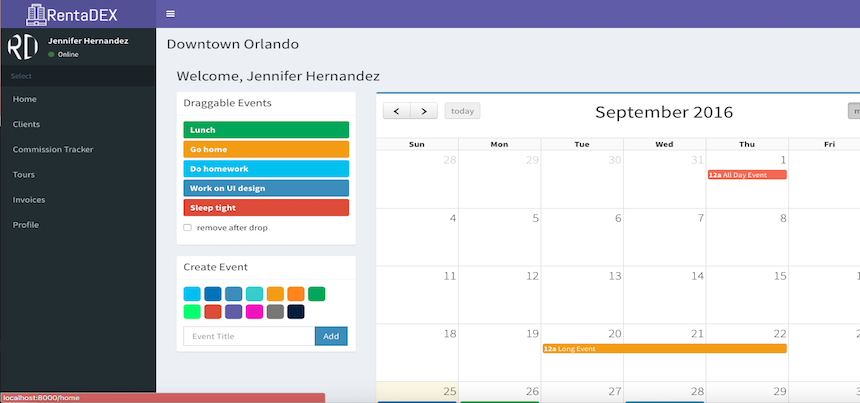 RentaDEX
RD
Jennifer Hernandez
Online
Select
Home
Clients
Commission Tracker
Tours
Invoices
Profile
localhost:8000/home
Downtown Orlando
Welcome, Jennifer Hernandez
Draggable Events
Lunch
Go home
Do homework
Work on UI design
Sleep tight
remove after drop
Create Event
Event Title Add
today September 2016 m
Sun Mon Tue Wed Thu Fri
28 29 30 31 1
12a All Day Event
4 5 6 7 8
11 12 13 14 15
18 19 20 21 22
12a Long Event
25 26 27 28 29